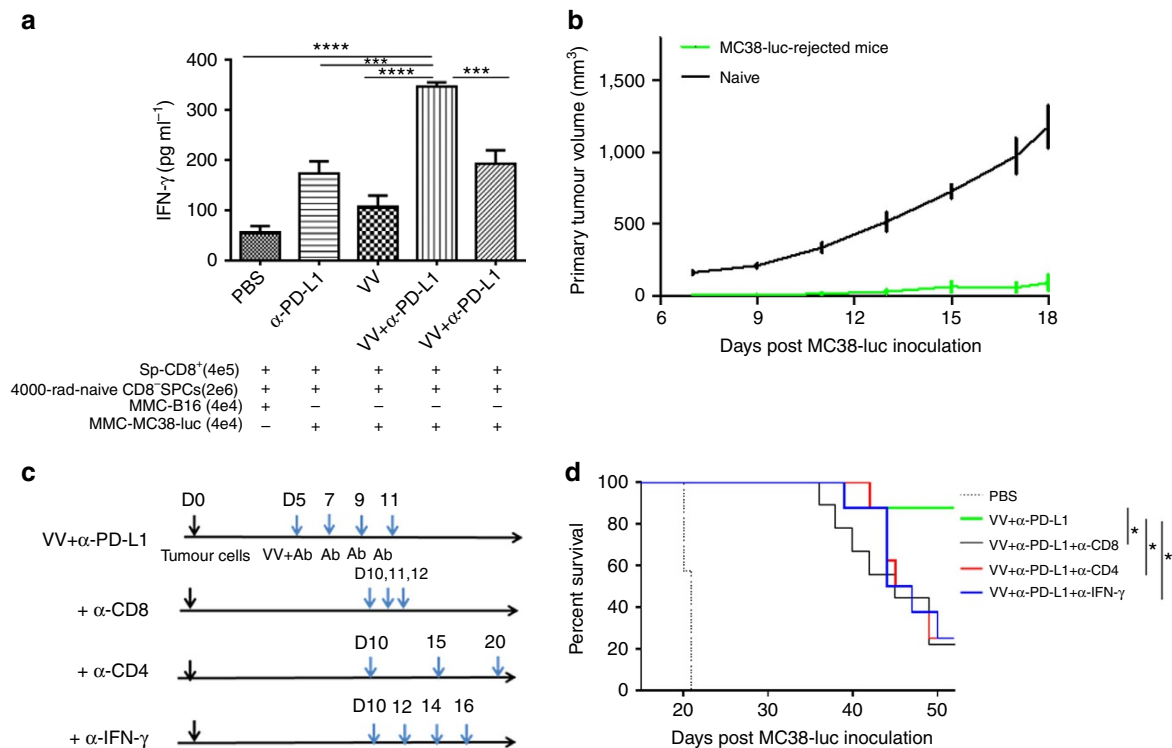 a
****
***
****
***
400
300
200
100
0
IFN-γ (pg ml⁻¹)
PBS
α-PD-L1
VV
VV+α-PD-L1
VV+α-PD-L1
Sp-CD8⁺(4e5) + + + + +
4000-rad-naive CD8⁻SPCs(2e6) + + + + +
MMC-B16 (4e4) + – – – –
MMC-MC38-luc (4e4) – + + + +
b
MC38-luc-rejected mice
Naive
Primary tumour volume (mm³)
1,500
1,000
500
0
6 9 12 15 18
Days post MC38-luc inoculation
c
D0 D5 7 9 11
VV+α-PD-L1
Tumour cells VV+Ab Ab Ab Ab
D10,11,12
+ α-CD8
D10 15 20
+ α-CD4
D10 12 14 16
+ α-IFN-γ
d
Percent survival
100
80
60
40
20
0
20 30 40 50
Days post MC38-luc inoculation
PBS
VV+α-PD-L1
VV+α-PD-L1+α-CD8
VV+α-PD-L1+α-CD4
VV+α-PD-L1+α-IFN-γ
*
*
*